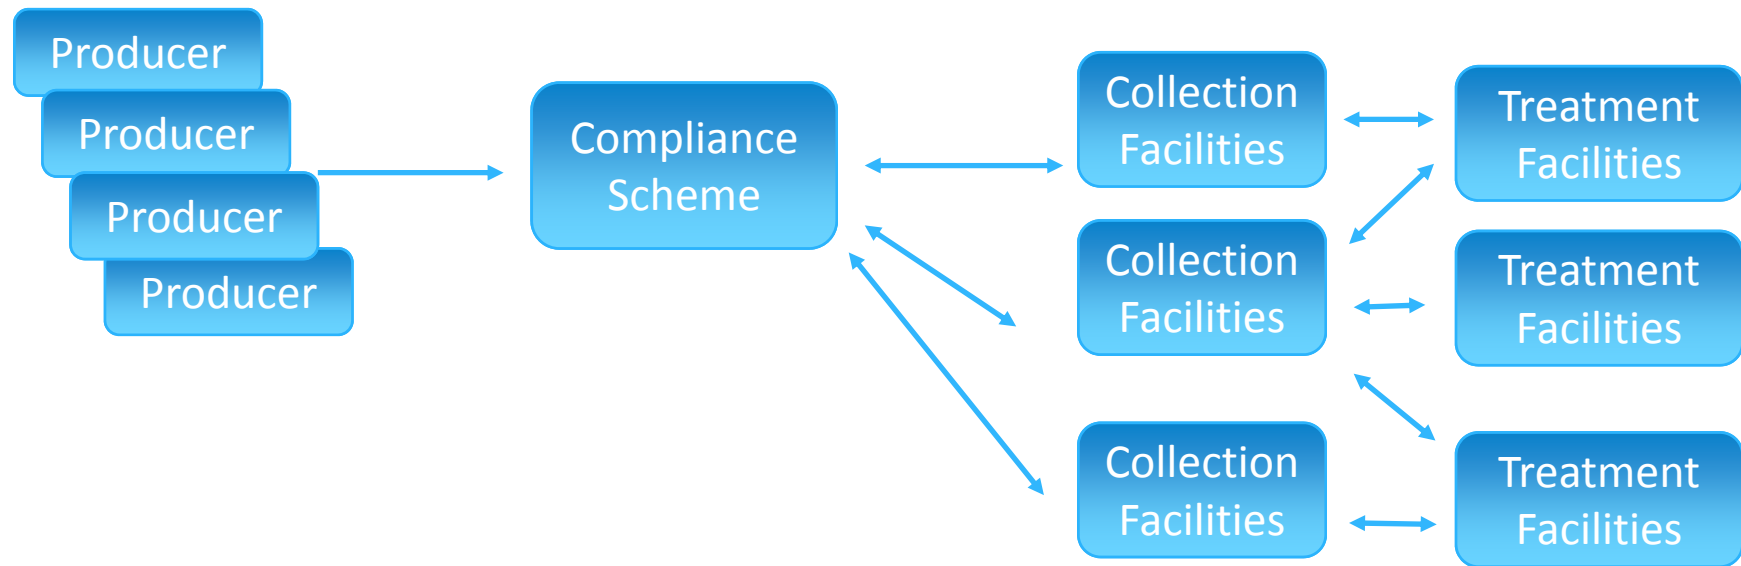 Producer
Producer
Producer
Producer
Compliance
Scheme
Collection
Facilities
Collection
Facilities
Collection
Facilities
Treatment
Facilities
Treatment
Facilities
Treatment
Facilities